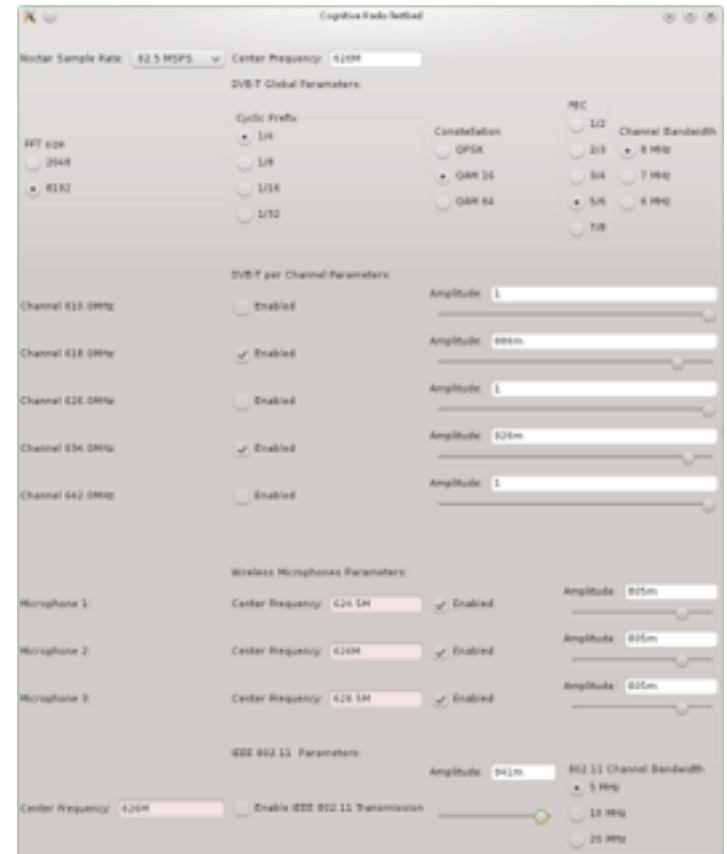 Cognitive Radio Testbed
Noctar Sample Rate: 62.5 MSPS Center Frequency: 626M
DVB-T Global Parameters:
FFT size
2048
8192
Cyclic Prefix
1/4
1/8
1/16
1/32
Constellation
QPSK
QAM 16
QAM 64
FEC
1/2
2/3
3/4
5/6
7/8
Channel Bandwidth
8 MHz
7 MHz
6 MHz
DVB-T per Channel Parameters:
Channel 610.0MHz: Enabled Amplitude: 1
Channel 618.0MHz: Enabled Amplitude: 886m
Channel 626.0MHz: Enabled Amplitude: 1
Channel 634.0MHz: Enabled Amplitude: 926m
Channel 642.0MHz: Enabled Amplitude: 1
Wireless Microphones Parameters:
Microphone 1: Center Frequency: 624.5M Enabled Amplitude: 805m
Microphone 2: Center Frequency: 626M Enabled Amplitude: 805m
Microphone 3: Center Frequency: 628.5M Enabled Amplitude: 805m
IEEE 802.11 Parameters:
Center Frequency: 626M Enable IEEE 802.11 Transmission Amplitude: 941m
802.11 Channel Bandwidth
5 MHz
10 MHz
20 MHz